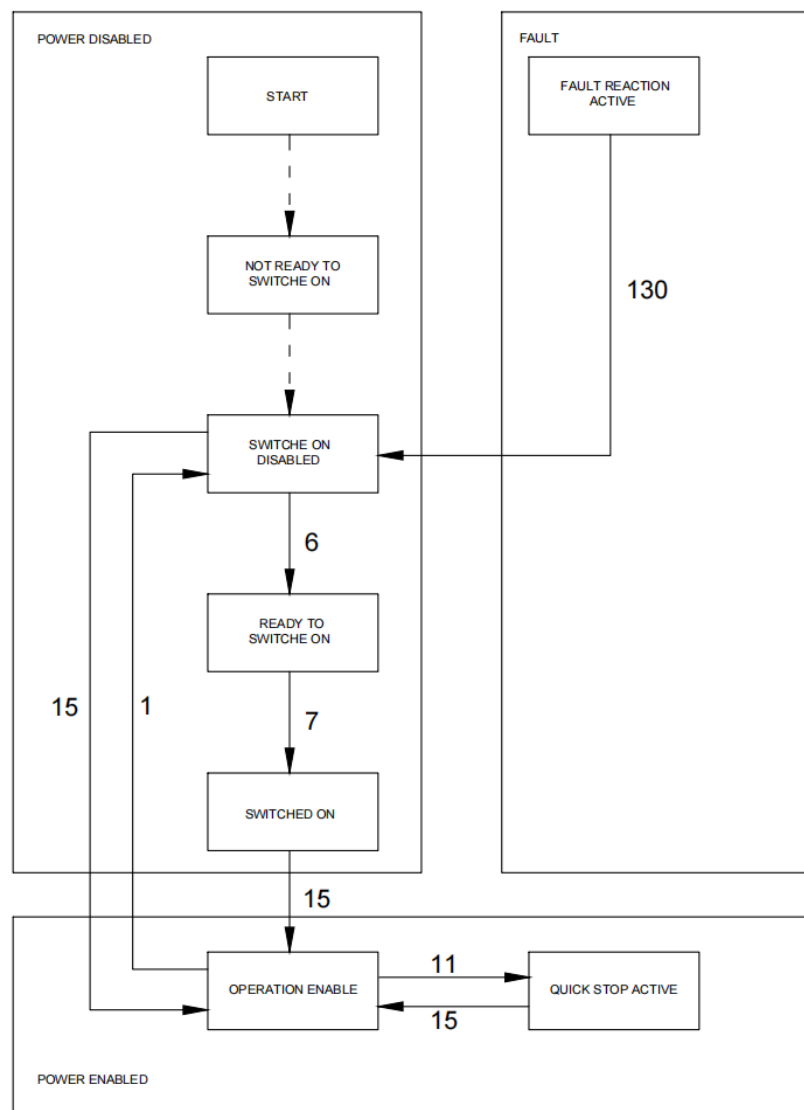 POWER DISABLED
FAULT
START
FAULT REACTION
ACTIVE
NOT READY TO
SWITCHE ON
130
SWITCHE ON
DISABLED
6
READY TO
SWITCHE ON
15
1
7
SWITCHED ON
15
OPERATION ENABLE
11
15
QUICK STOP ACTIVE
POWER ENABLED